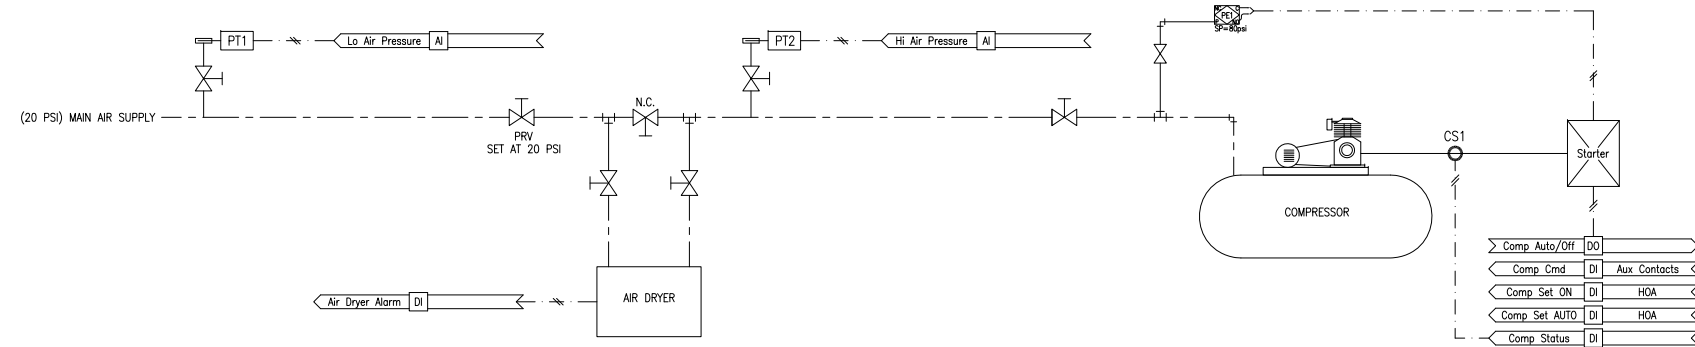 PE1
SP=80psi
PT1
Lo Air Pressure AI
PT2
Hi Air Pressure AI
N.C.
(20 PSI) MAIN AIR SUPPLY
PRV
SET AT 20 PSI
CS1
Starter
COMPRESSOR
Comp Auto/Off DO
Comp Cmd DI Aux Contacts
Comp Set ON DI HOA
Comp Set AUTO DI HOA
Comp Status DI
AIR DRYER
Air Dryer Alarm DI